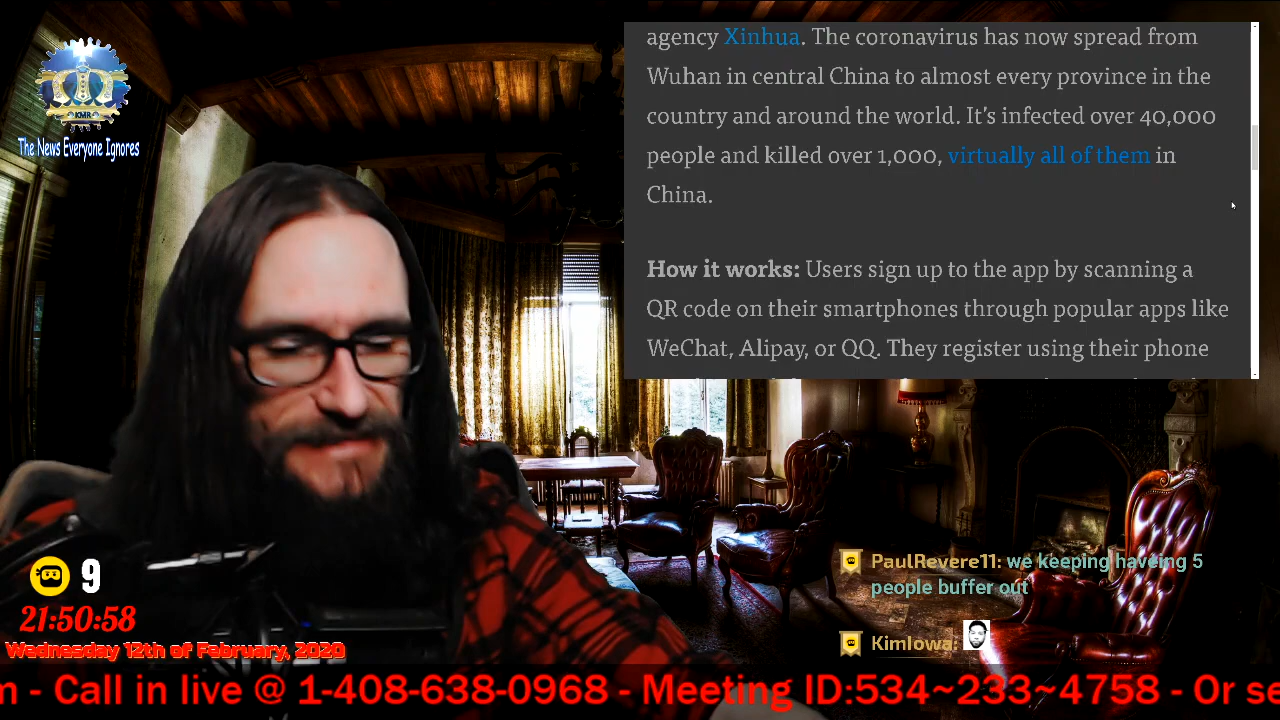 KMR
The News Everyone Ignores
agency Xinhua. The coronavirus has now spread from
Wuhan in central China to almost every province in the
country and around the world. It's infected over 40,000
people and killed over 1,000, virtually all of them in
China.
How it works: Users sign up to the app by scanning a
QR code on their smartphones through popular apps like
WeChat, Alipay, or QQ. They register using their phone
PaulRevere11: we keeping haveing 5
people buffer out
KimIowa:
9
21:50:58
Wednesday 12th of February, 2020
m - Call in live @ 1-408-638-0968 - Meeting ID:534~233~4758 - Or se